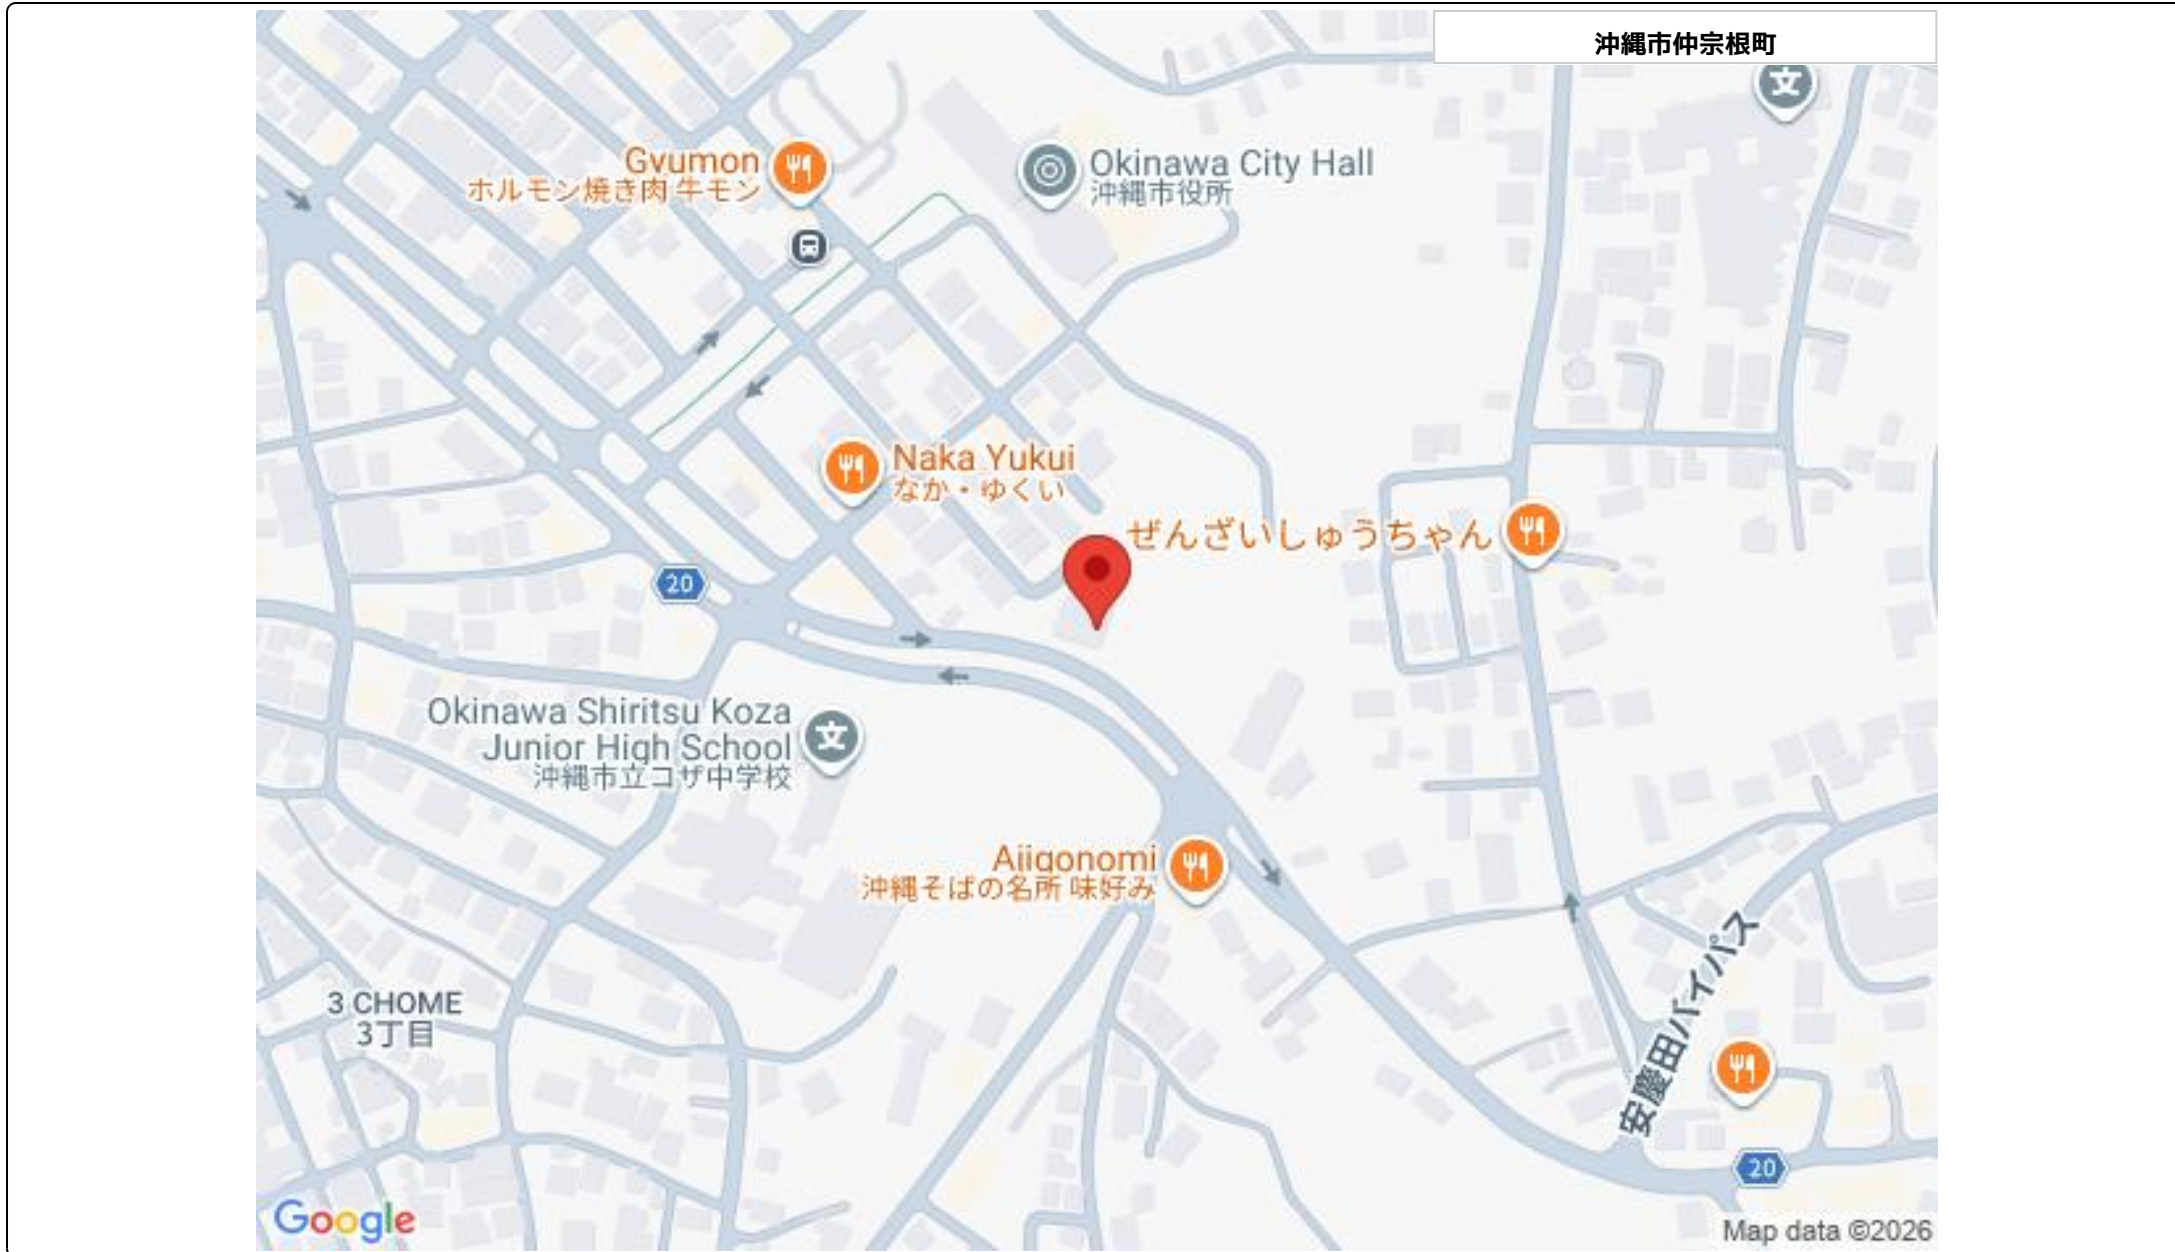 沖縄市仲宗根町
文
Gyumon
ホルモン焼き肉 牛モン
Okinawa City Hall
沖縄市役所
Naka Yukui
なか・ゆくい
ぜんざいしゅうちゃん
20
Okinawa Shiritsu Koza
Junior High School
沖縄市立コザ中学校
文
Ajigonomi
沖縄そばの名所 味好み
3 CHOME
3丁目
安慶田バイパス
20
Google
Map data ©2026